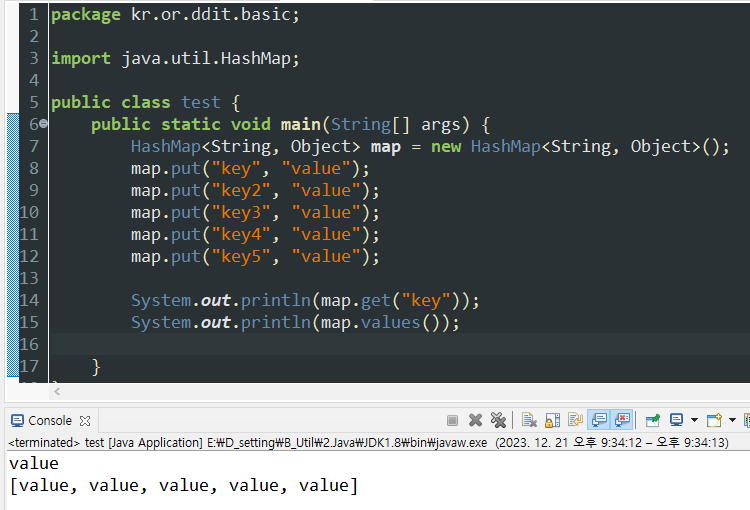 1 package kr.or.ddit.basic;
2
3 import java.util.HashMap;
4
5 public class test {
6 public static void main(String[] args) {
7 HashMap<String, Object> map = new HashMap<String, Object>();
8 map.put("key", "value");
9 map.put("key2", "value");
10 map.put("key3", "value");
11 map.put("key4", "value");
12 map.put("key5", "value");
13
14 System.out.println(map.get("key"));
15 System.out.println(map.values());
16
17 }
Console
<terminated> test [Java Application] E:₩D_setting₩B_Util₩2.Java₩JDK1.8₩bin₩javaw.exe (2023. 12. 21 오후 9:34:12 – 오후 9:34:13)
value
[value, value, value, value, value]